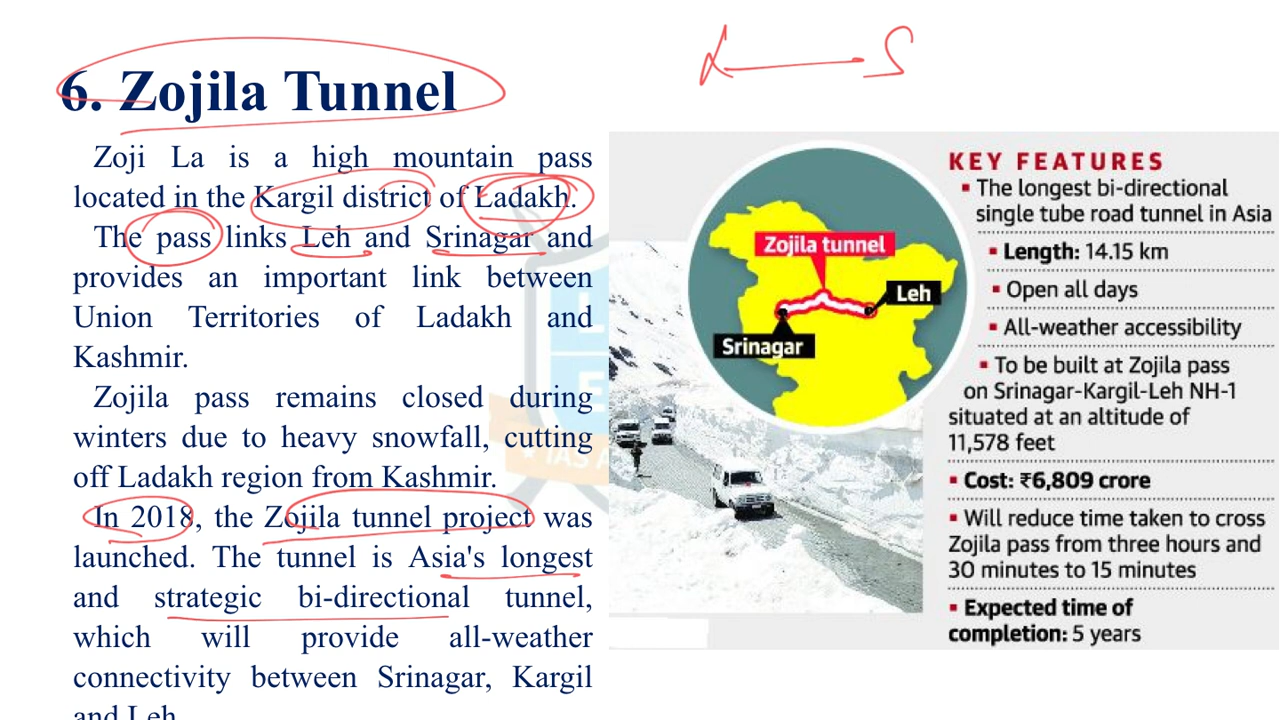 L S
6. Zojila Tunnel
Zoji La is a high mountain pass
located in the Kargil district of Ladakh.
The pass links Leh and Srinagar and
provides an important link between
Union Territories of Ladakh and
Kashmir.
Zojila pass remains closed during
winters due to heavy snowfall, cutting
off Ladakh region from Kashmir.
In 2018, the Zojila tunnel project was
launched. The tunnel is Asia's longest
and strategic bi-directional tunnel,
which will provide all-weather
connectivity between Srinagar, Kargil
and Leh
Zojila tunnel
Leh
Srinagar
KEY FEATURES
▪ The longest bi-directional
single tube road tunnel in Asia
▪ Length: 14.15 km
▪ Open all days
▪ All-weather accessibility
▪ To be built at Zojila pass
on Srinagar-Kargil-Leh NH-1
situated at an altitude of
11,578 feet
▪ Cost: ₹6,809 crore
▪ Will reduce time taken to cross
Zojila pass from three hours and
30 minutes to 15 minutes
▪ Expected time of
completion: 5 years